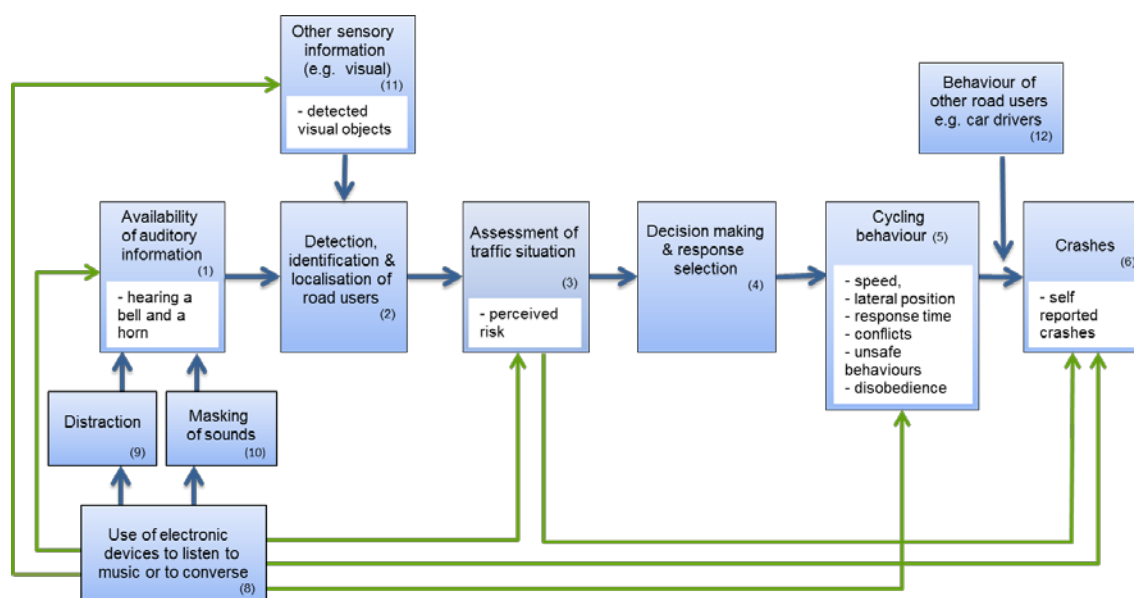 Other sensory
information
(e.g. visual)
(11)
- detected
visual objects
Behaviour of
other road users
e.g. car drivers
(12)
Availability
of auditory
information
(1)
- hearing a
bell and a
horn
Detection,
identification &
localisation of
road users
(2)
Assessment of
traffic situation
(3)
- perceived
risk
Decision making
& response
selection
(4)
Cycling
behaviour (5)
- speed,
- lateral position
- response time
- conflicts
- unsafe
behaviours
- disobedience
Crashes
(6)
- self
reported
crashes
Distraction
(9)
Masking
of sounds
(10)
Use of electronic
devices to listen to
music or to converse
(8)